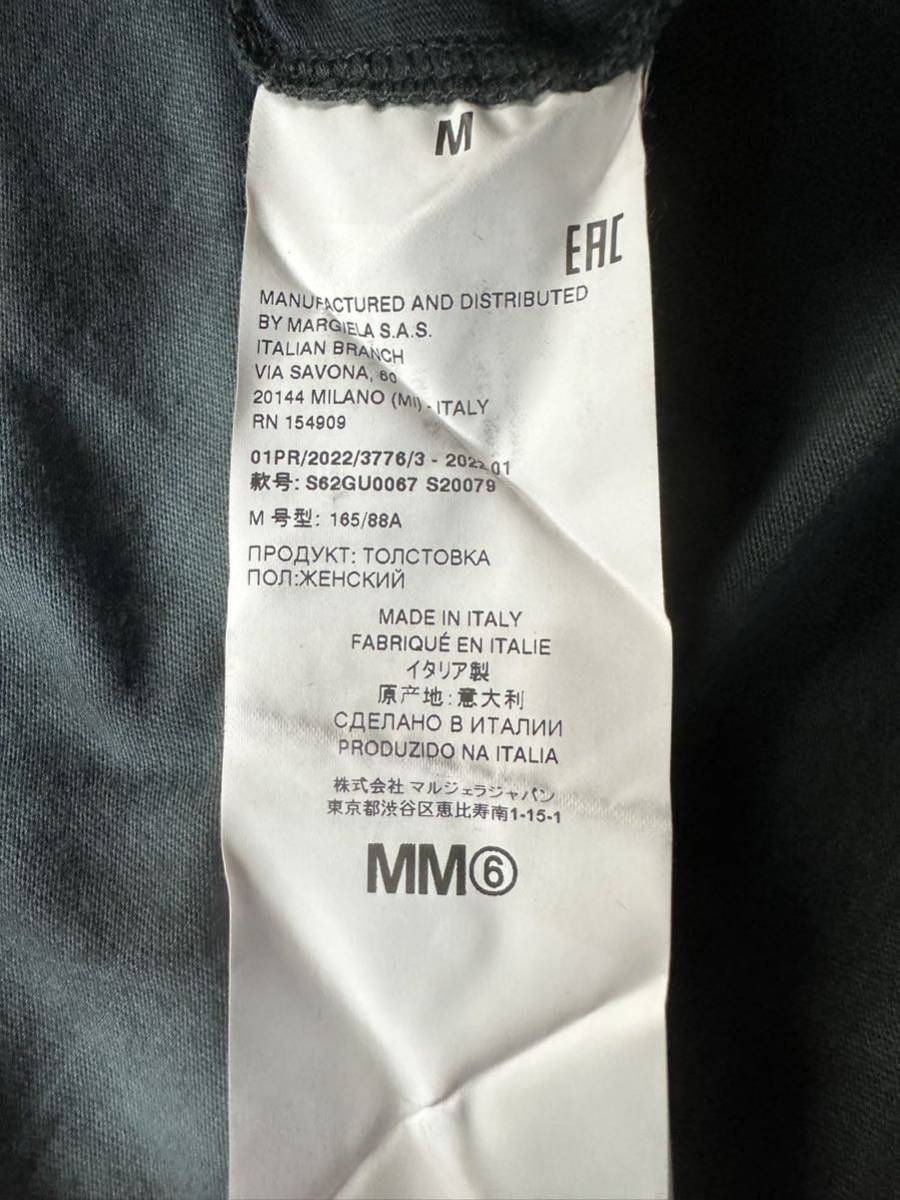 M
EAC
MANUFACTURED AND DISTRIBUTED
BY MARGIELA S.A.S.
ITALIAN BRANCH
VIA SAVONA, 60
20144 MILANO (MI) - ITALY
RN 154909
01PR/2022/3776/3 - 202201
款号: S62GU0067 S20079
M 号型: 165/88A
ПРОДУКТ: ТОЛСТОВКА
ПОЛ:ЖЕНСКИЙ
MADE IN ITALY
FABRIQUÉ EN ITALIE
イタリア製
原产地: 意大利
СДЕЛАНО В ИТАЛИИ
PRODUZIDO NA ITALIA
株式会社 マルジェラジャパン
東京都渋谷区恵比寿南1-15-1
MM⑥